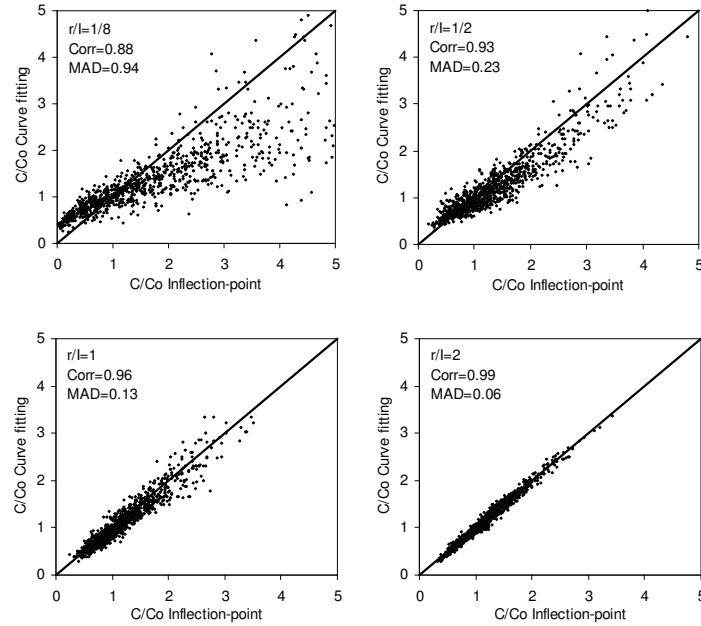 r/I=1/8
Corr=0.88
MAD=0.94
C/Co Curve fitting
5
4
3
2
1
0
0 1 2 3 4 5
C/Co Inflection-point
r/I=1/2
Corr=0.93
MAD=0.23
C/Co Curve fitting
5
4
3
2
1
0
0 1 2 3 4 5
C/Co Inflection-point
r/I=1
Corr=0.96
MAD=0.13
C/Co Curve fitting
5
4
3
2
1
0
0 1 2 3 4 5
C/Co Inflection-point
r/I=2
Corr=0.99
MAD=0.06
C/Co Curve fitting
5
4
3
2
1
0
0 1 2 3 4 5
C/Co Inflection-point